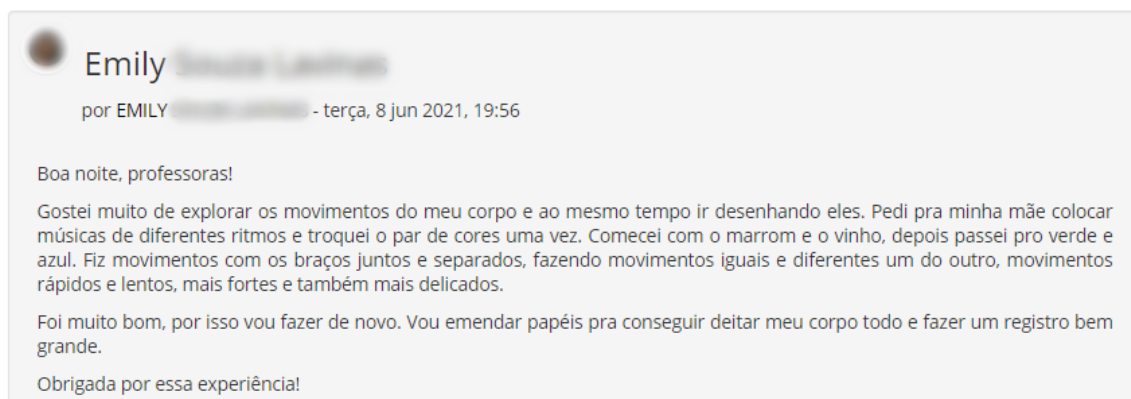 Emily
por EMILY - terça, 8 jun 2021, 19:56
Boa noite, professoras!
Gostei muito de explorar os movimentos do meu corpo e ao mesmo tempo ir desenhando eles. Pedi pra minha mãe colocar
músicas de diferentes ritmos e troquei o par de cores uma vez. Comecei com o marrom e o vinho, depois passei pro verde e
azul. Fiz movimentos com os braços juntos e separados, fazendo movimentos iguais e diferentes um do outro, movimentos
rápidos e lentos, mais fortes e também mais delicados.
Foi muito bom, por isso vou fazer de novo. Vou emendar papéis pra conseguir deitar meu corpo todo e fazer um registro bem
grande.
Obrigada por essa experiência!